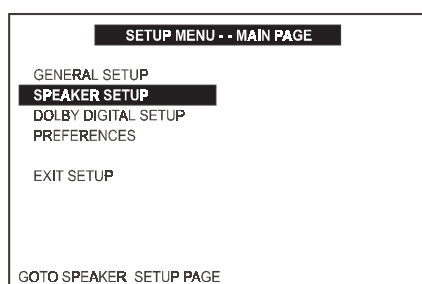 SETUP MENU - - MAIN PAGE
GENERAL SETUP
SPEAKER SETUP
DOLBY DIGITAL SETUP
PREFERENCES
EXIT SETUP
GOTO SPEAKER SETUP PAGE